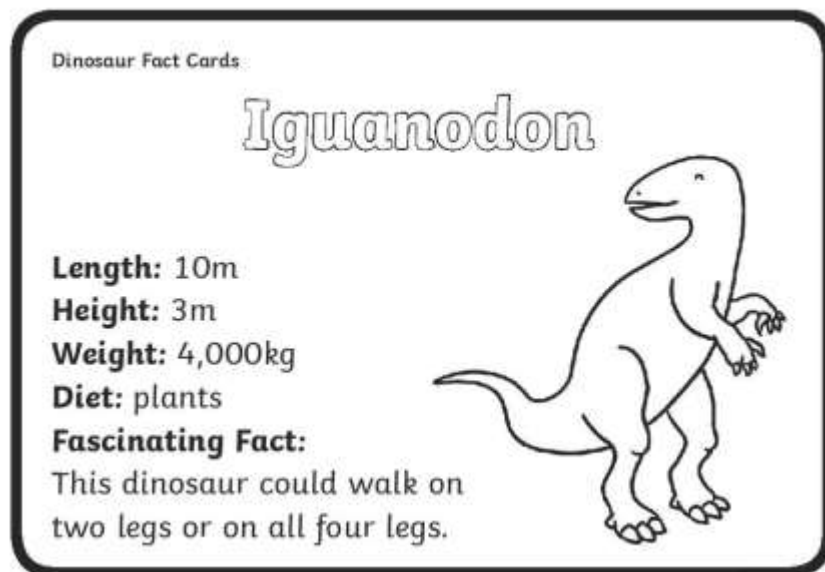 Dinosaur Fact Cards
Iguanodon
Length: 10m
Height: 3m
Weight: 4,000kg
Diet: plants
Fascinating Fact:
This dinosaur could walk on
two legs or on all four legs.